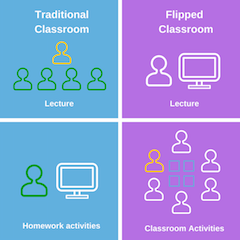 Traditional
Classroom
Lecture
Flipped
Classroom
Lecture
Homework activities
Classroom Activities